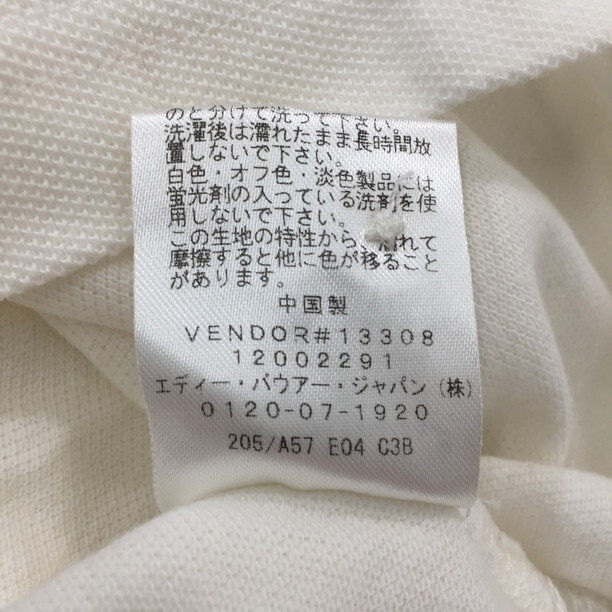 のと分けて洗って下さい。
洗濯後は濡れたまま長時間放
置しないで下さい。
白色・オフ色・淡色製品には
蛍光剤の入っている洗剤を使
用しないで下さい。
この生地の特性から れて
摩擦すると他に色が移ること
があります。
中国製
VENDOR#13308
12002291
エディー・バウアー・ジャパン(株)
0120-07-1920
205/A57 E04 C3B